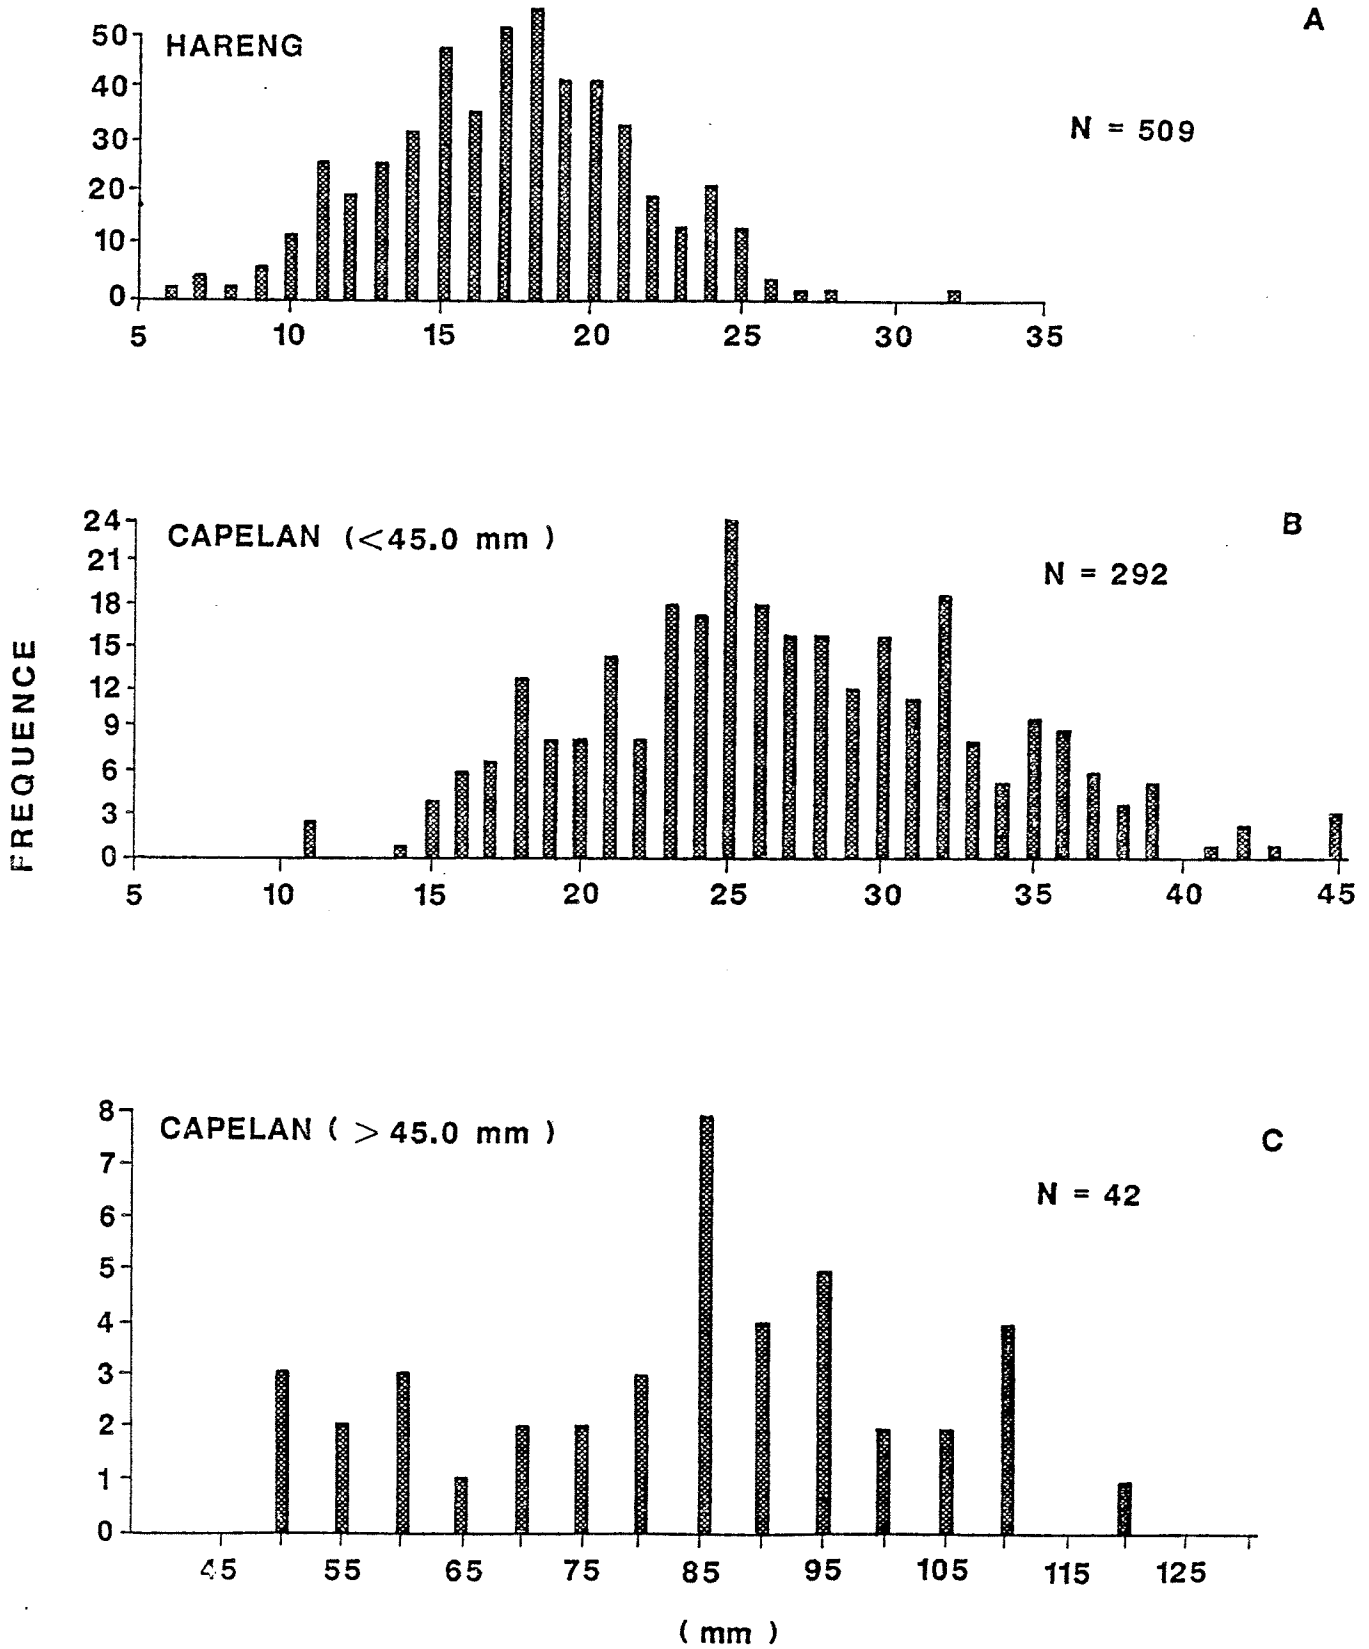 A
HARENG
N = 509
50
40
30
20
10
0
5 10 15 20 25 30 35
B
CAPELAN (<45.0 mm )
N = 292
24
21
18
15
12
9
6
3
0
5 10 15 20 25 30 35 40 45
FREQUENCE
C
CAPELAN ( > 45.0 mm )
N = 42
8
7
6
5
4
3
2
1
0
45 55 65 75 85 95 105 115 125
( mm )